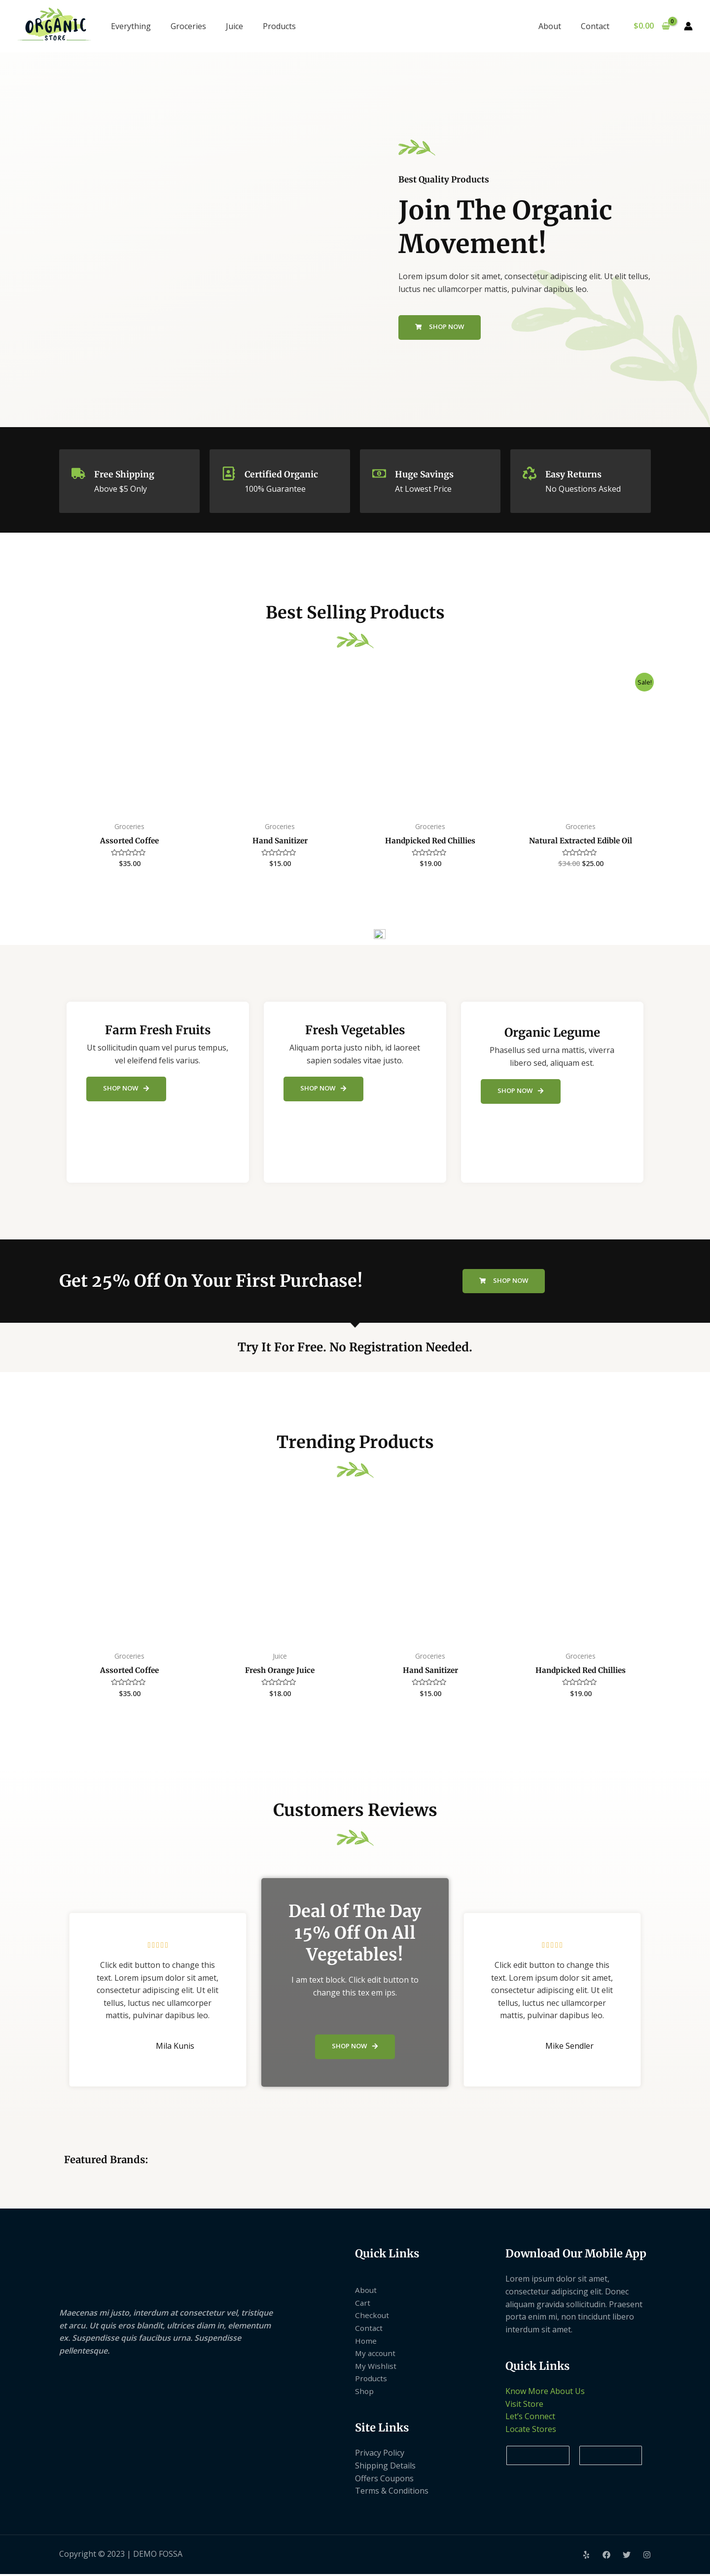 ORGANIC
STORE
Everything
Groceries
Juice
Products
About
Contact
$0.00
0
Best Quality Products
Join The Organic
Movement!
Lorem ipsum dolor sit amet, consectetur adipiscing elit. Ut elit tellus,
luctus nec ullamcorper mattis, pulvinar dapibus leo.
SHOP NOW
Free Shipping
Above $5 Only
Certified Organic
100% Guarantee
Huge Savings
At Lowest Price
Easy Returns
No Questions Asked
Best Selling Products
Sale!
Groceries
Assorted Coffee
$35.00
Groceries
Hand Sanitizer
$15.00
Groceries
Handpicked Red Chillies
$19.00
Groceries
Natural Extracted Edible Oil
$34.00 $25.00
Farm Fresh Fruits
Ut sollicitudin quam vel purus tempus,
vel eleifend felis varius.
SHOP NOW
Fresh Vegetables
Aliquam porta justo nibh, id laoreet
sapien sodales vitae justo.
SHOP NOW
Organic Legume
Phasellus sed urna mattis, viverra
libero sed, aliquam est.
SHOP NOW
Get 25% Off On Your First Purchase!
SHOP NOW
Try It For Free. No Registration Needed.
Trending Products
Groceries
Assorted Coffee
$35.00
Juice
Fresh Orange Juice
$18.00
Groceries
Hand Sanitizer
$15.00
Groceries
Handpicked Red Chillies
$19.00
Customers Reviews
Click edit button to change this
text. Lorem ipsum dolor sit amet,
consectetur adipiscing elit. Ut elit
tellus, luctus nec ullamcorper
mattis, pulvinar dapibus leo.
Mila Kunis
Deal Of The Day
15% Off On All
Vegetables!
I am text block. Click edit button to
change this tex em ips.
SHOP NOW
Click edit button to change this
text. Lorem ipsum dolor sit amet,
consectetur adipiscing elit. Ut elit
tellus, luctus nec ullamcorper
mattis, pulvinar dapibus leo.
Mike Sendler
Featured Brands:
Maecenas mi justo, interdum at consectetur vel, tristique
et arcu. Ut quis eros blandit, ultrices diam in, elementum
ex. Suspendisse quis faucibus urna. Suspendisse
pellentesque.
Quick Links
About
Cart
Checkout
Contact
Home
My account
My Wishlist
Products
Shop
Site Links
Privacy Policy
Shipping Details
Offers Coupons
Terms & Conditions
Download Our Mobile App
Lorem ipsum dolor sit amet,
consectetur adipiscing elit. Donec
aliquam gravida sollicitudin. Praesent
porta enim mi, non tincidunt libero
interdum sit amet.
Quick Links
Know More About Us
Visit Store
Let's Connect
Locate Stores
Copyright © 2023 | DEMO FOSSA